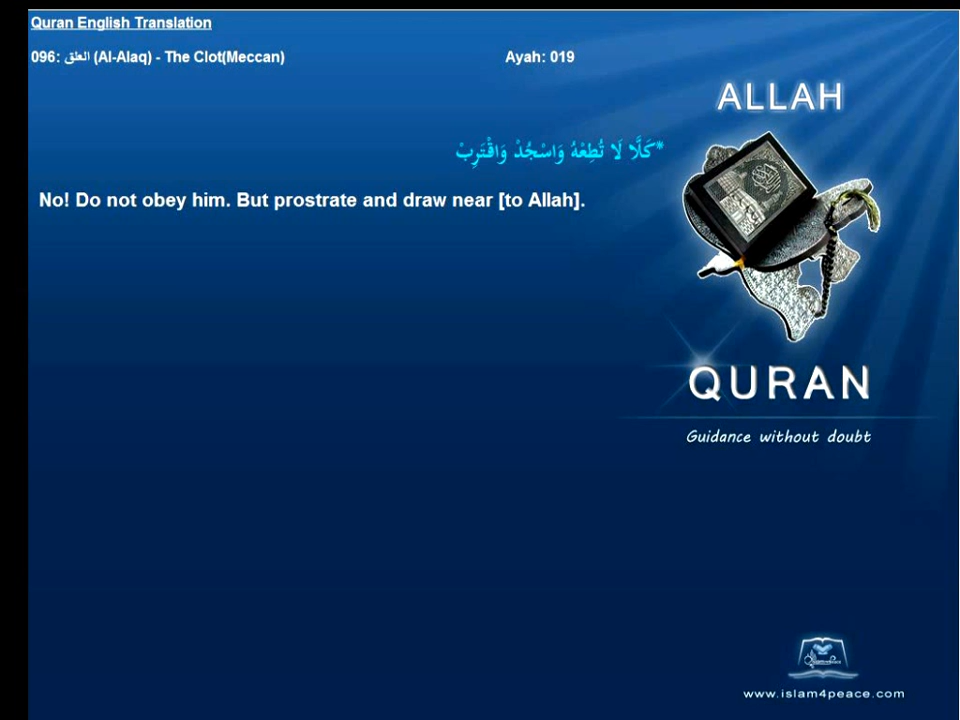 Quran English Translation
096: العلق (Al-Alaq) - The Clot(Meccan) Ayah: 019
ALLAH
*كَلَّا لَا تُطِعْهُ وَاسْجُدْ وَاقْتَرِبْ
No! Do not obey him. But prostrate and draw near [to Allah].
QURAN
Guidance without doubt
www.islam4peace.com